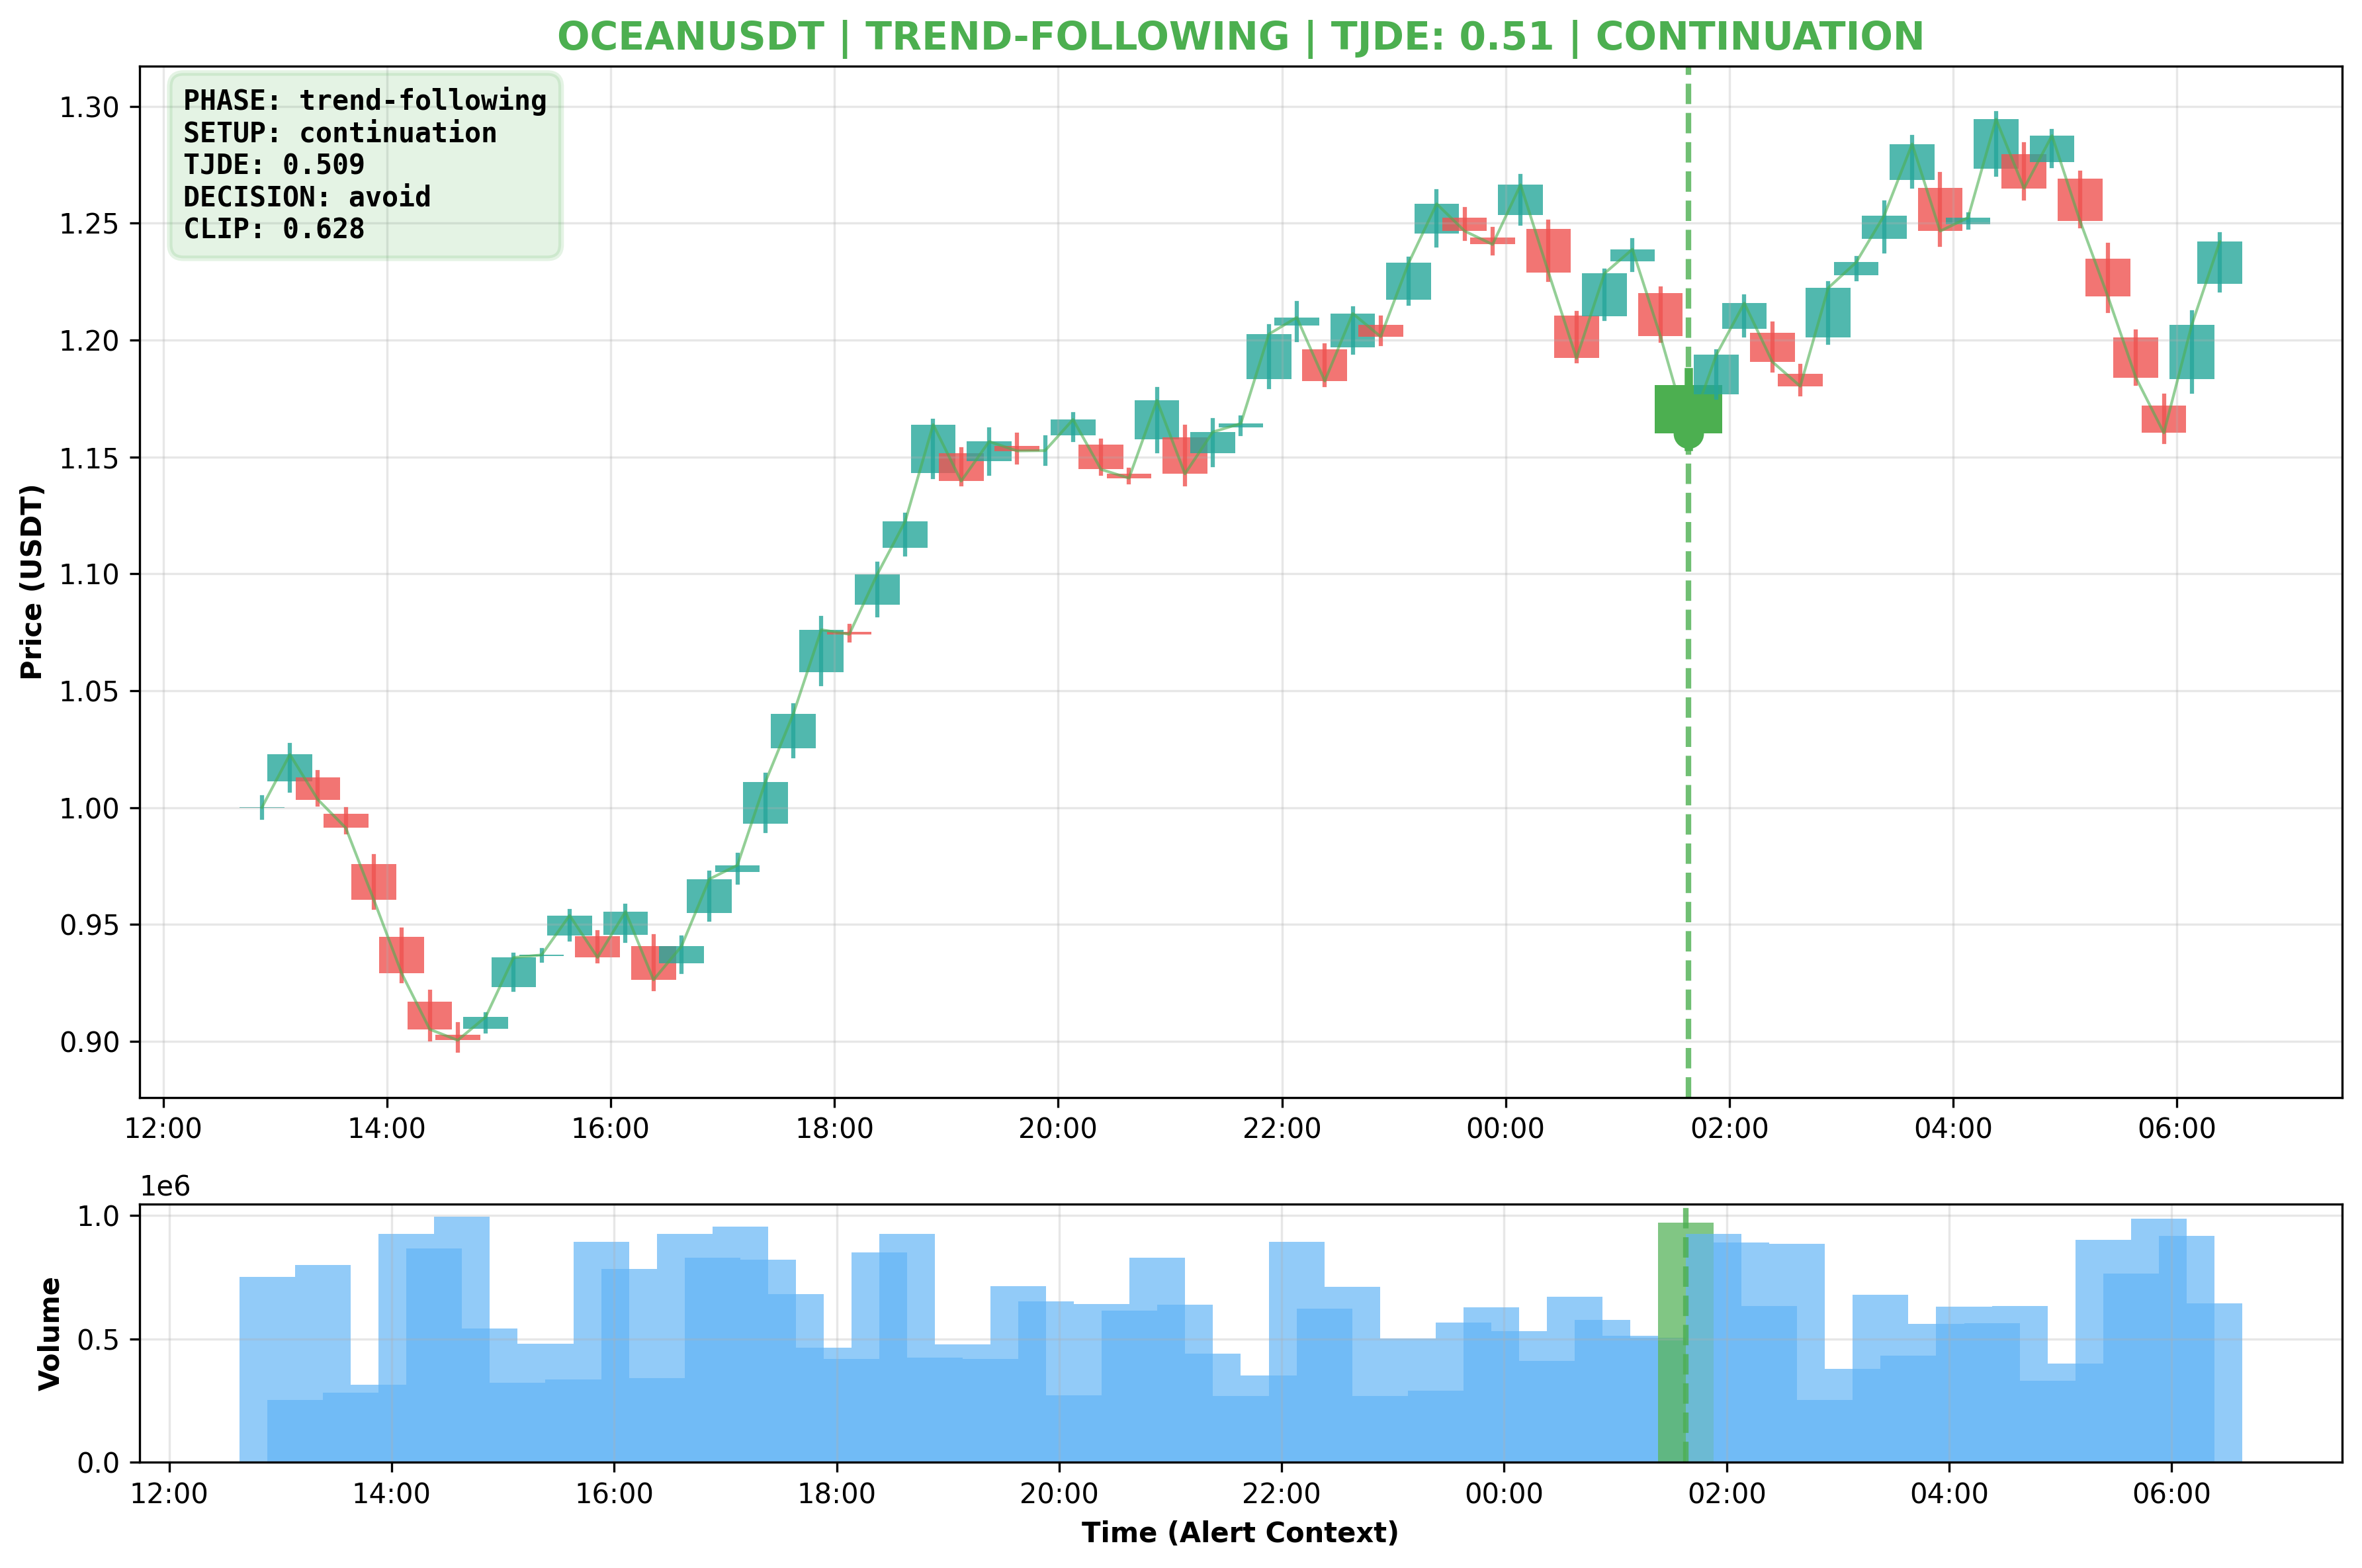 OCEANUSDT | TREND-FOLLOWING | TJDE: 0.51 | CONTINUATION
PHASE: trend-following
SETUP: continuation
TJDE: 0.509
DECISION: avoid
CLIP: 0.628
Price (USDT)
1.30
1.25
1.20
1.15
1.10
1.05
1.00
0.95
0.90
12:00 14:00 16:00 18:00 20:00 22:00 00:00 02:00 04:00 06:00
1e6
Volume
1.0
0.5
0.0
12:00 14:00 16:00 18:00 20:00 22:00 00:00 02:00 04:00 06:00
Time (Alert Context)